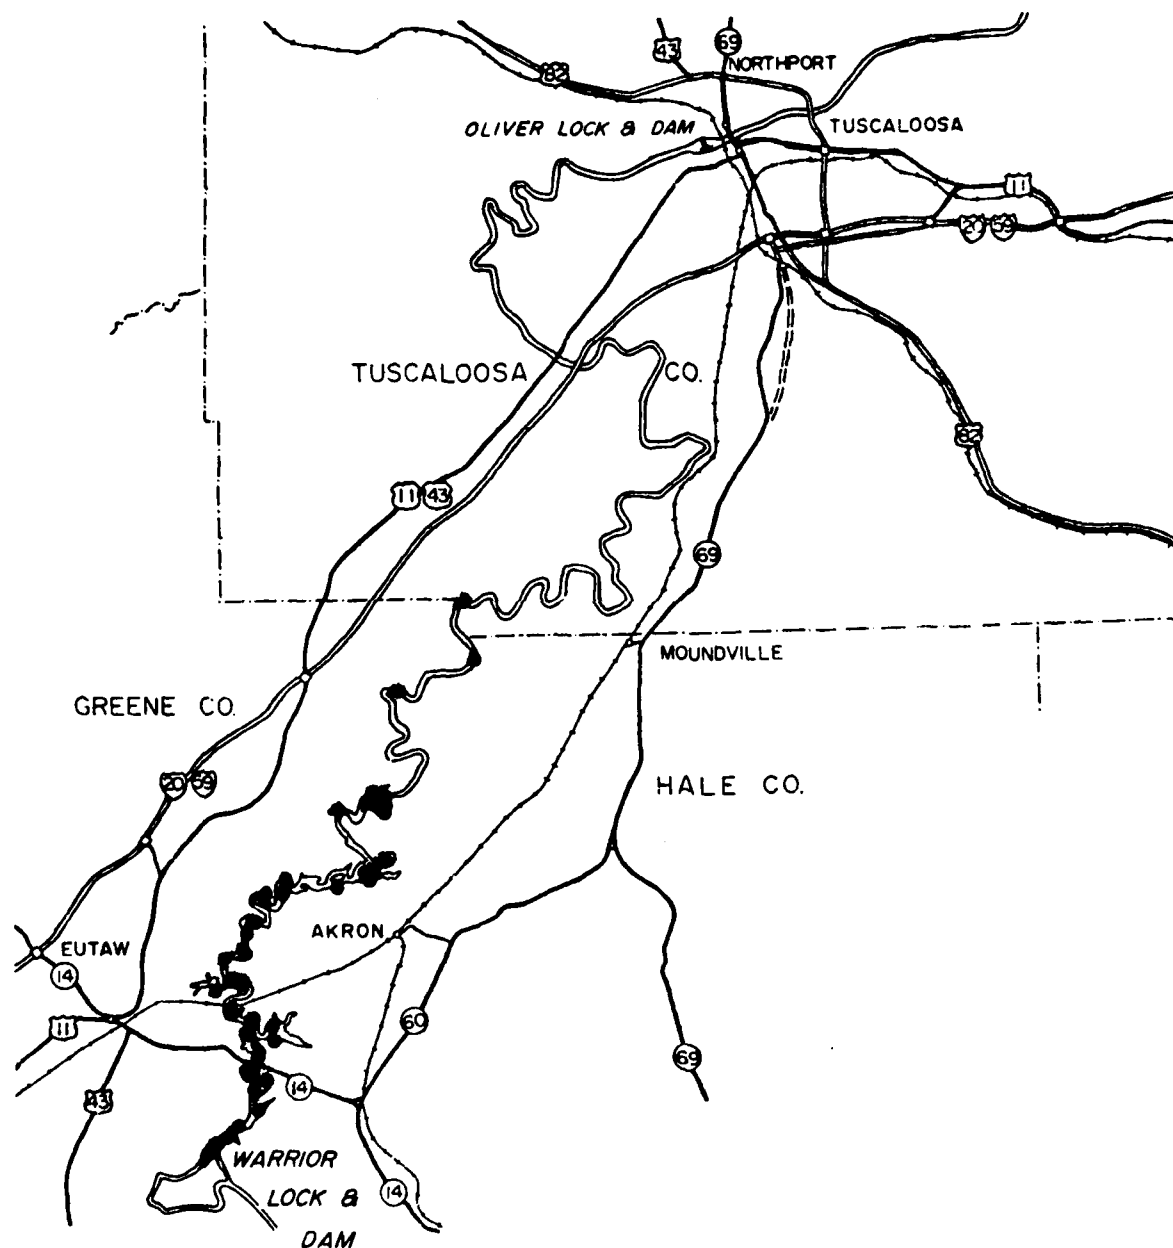 69
43
NORTHPORT
82
OLIVER LOCK & DAM
TUSCALOOSA
11
20 59
TUSCALOOSA CO.
82
11 43
69
MOUNDVILLE
GREENE CO.
20 59
HALE CO.
AKRON
EUTAW
14
60
11
69
14
43
WARRIOR
LOCK &
DAM
14